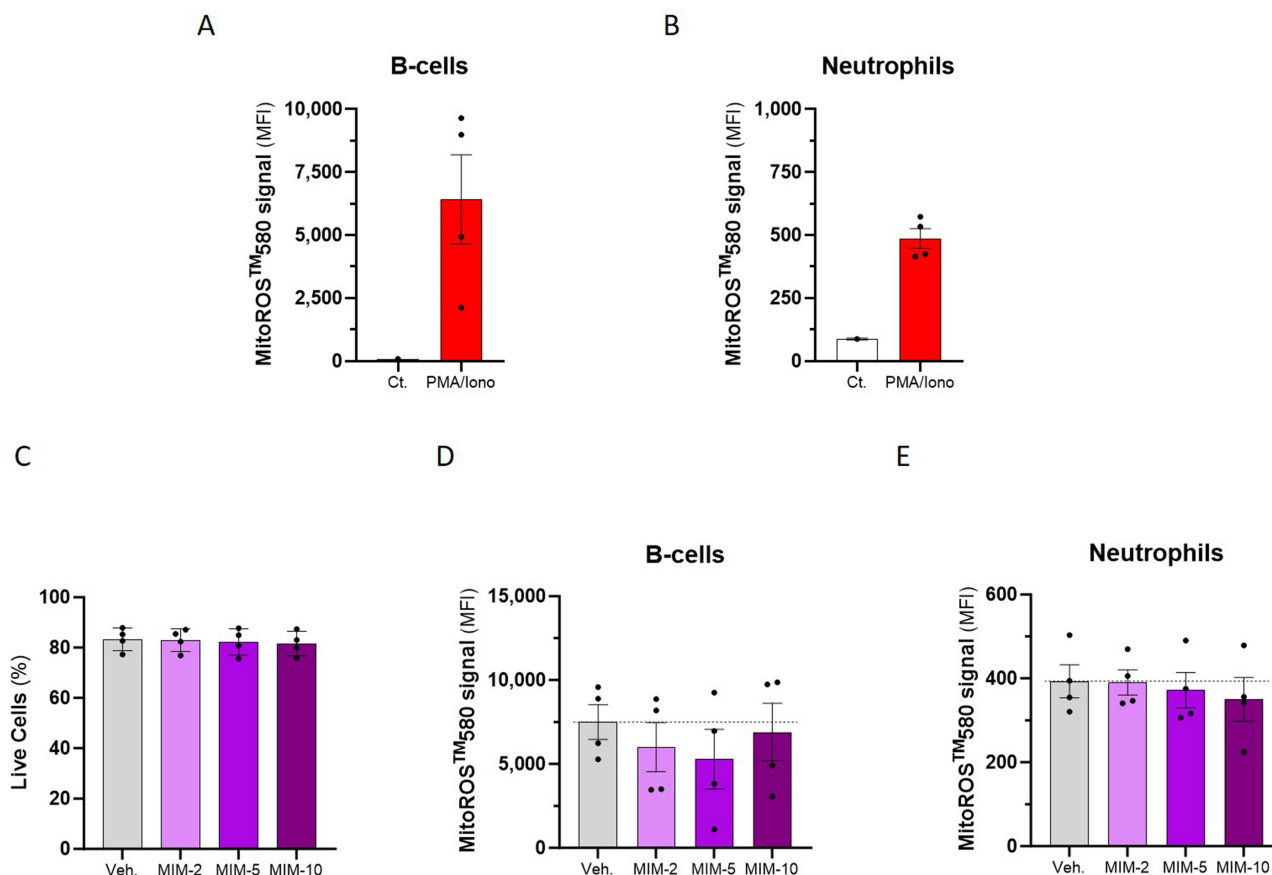 A
B
B-cells
Neutrophils
MitoROS™580 signal (MFI)
10,000
7,500
5,000
2,500
0
Ct.
PMA/Iono
MitoROS™580 signal (MFI)
1,000
750
500
250
0
Ct.
PMA/Iono
C
D
E
B-cells
Neutrophils
Live Cells (%)
100
80
60
40
20
0
Veh.
MIM-2
MIM-5
MIM-10
MitoROS™580 signal (MFI)
15,000
10,000
5,000
0
Veh.
MIM-2
MIM-5
MIM-10
MitoROS™580 signal (MFI)
600
400
200
0
Veh.
MIM-2
MIM-5
MIM-10